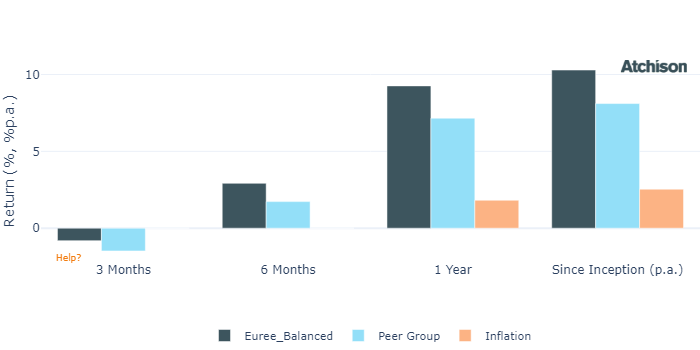 Atchison
Return (%, %p.a.)
10
5
0
Help?
3 Months
6 Months
1 Year
Since Inception (p.a.)
Euree_Balanced
Peer Group
Inflation